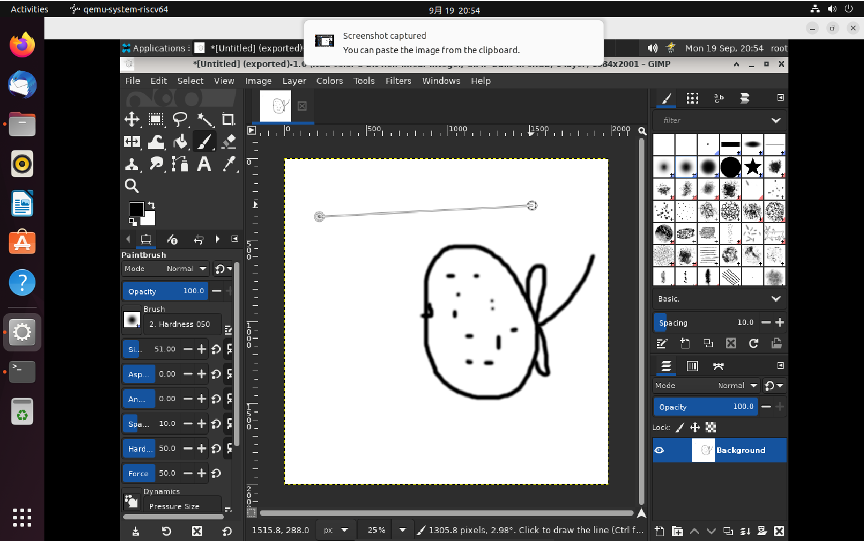 Activities
qemu-system-riscv64
9月 19 20:54
Screenshot captured
You can paste the image from the clipboard.
Applications :
*[Untitled] (exported)
Mon 19 Sep, 20:54 root
*[Untitled] (exported)-1.0
GIMP
File Edit Select View Image Layer Colors Tools Filters Windows Help
0 500 1000 1500 2000
0
500
1000
1500
Paintbrush
Mode Normal
Opacity 100.0
Brush
2. Hardness 050
Si... 51.00
Asp... 0.00
An... 0.00
Spa... 10.0
Hard... 50.0
Force 50.0
Dynamics
Pressure Size
filter
Basic.
Spacing 10.0
Mode Normal
Opacity 100.0
Lock:
Background
1515.8, 288.0 px 25 % 1305.8 pixels, 2.98°. Click to draw the line (Ctrl f...